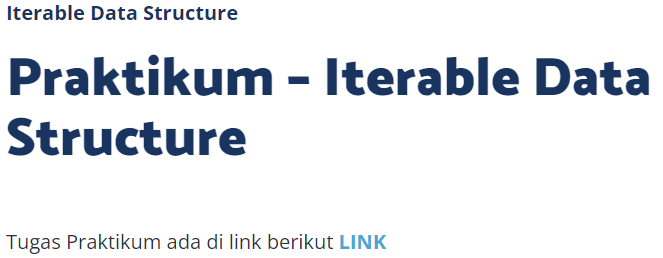 Iterable Data Structure
Praktikum - Iterable Data
Structure
Tugas Praktikum ada di link berikut LINK